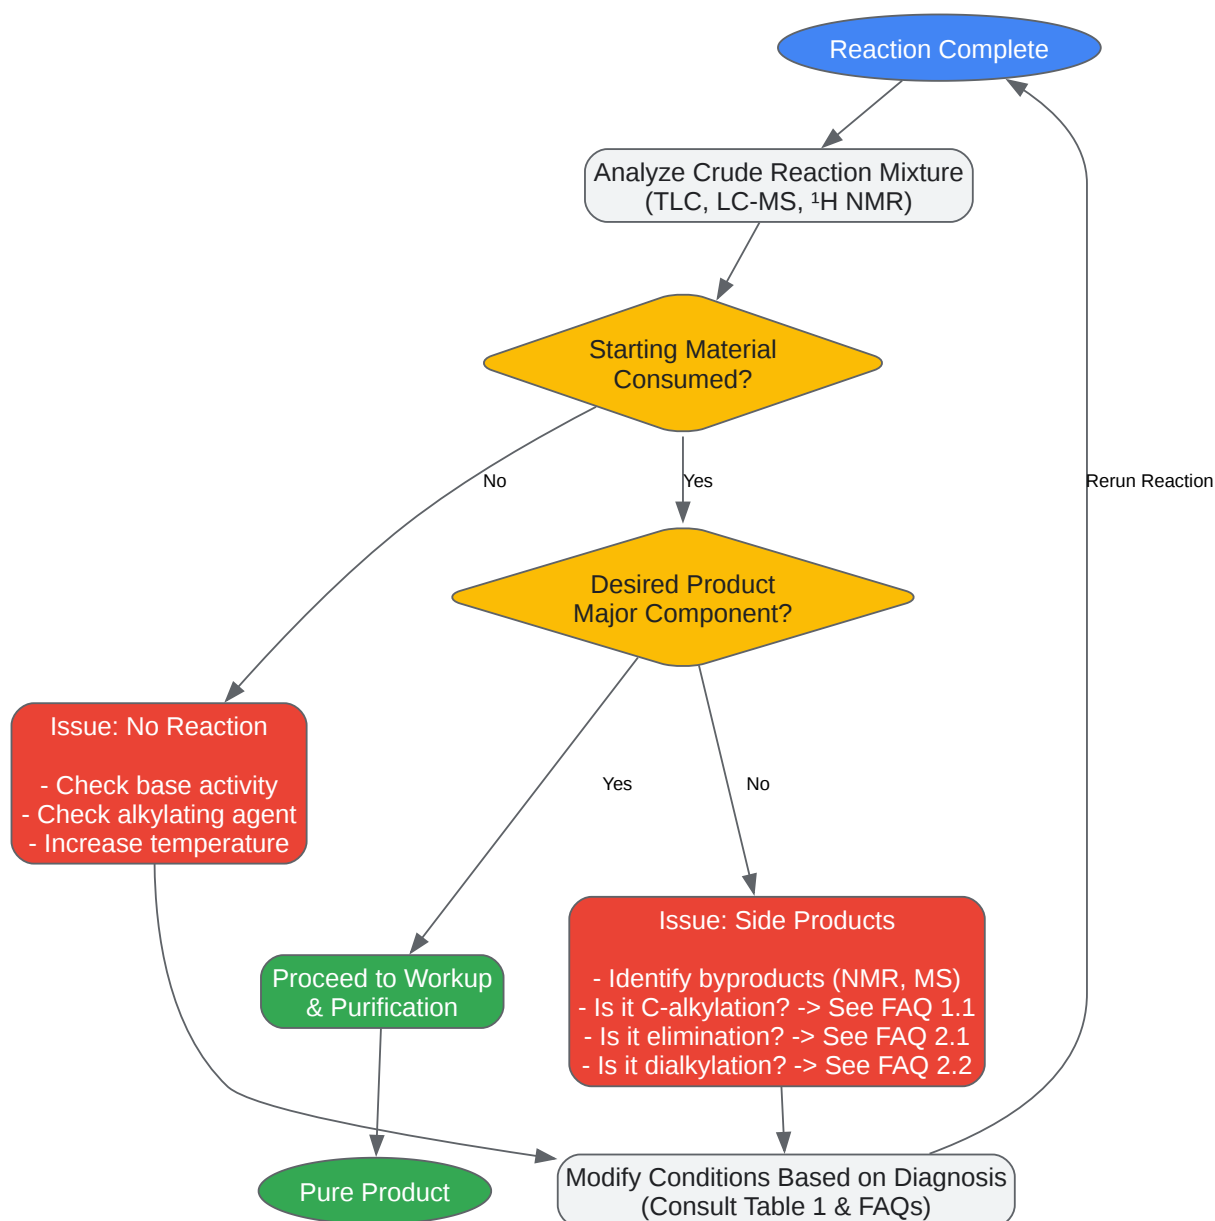 Reaction Complete
Analyze Crude Reaction Mixture
(TLC, LC-MS, ¹H NMR)
Starting Material
Consumed?
No
Yes
Rerun Reaction
Desired Product
Major Component?
Issue: No Reaction
- Check base activity
- Check alkylating agent
- Increase temperature
Yes
No
Issue: Side Products
- Identify byproducts (NMR, MS)
- Is it C-alkylation? -> See FAQ 1.1
- Is it elimination? -> See FAQ 2.1
- Is it dialkylation? -> See FAQ 2.2
Proceed to Workup
& Purification
Pure Product
Modify Conditions Based on Diagnosis
(Consult Table 1 & FAQs)